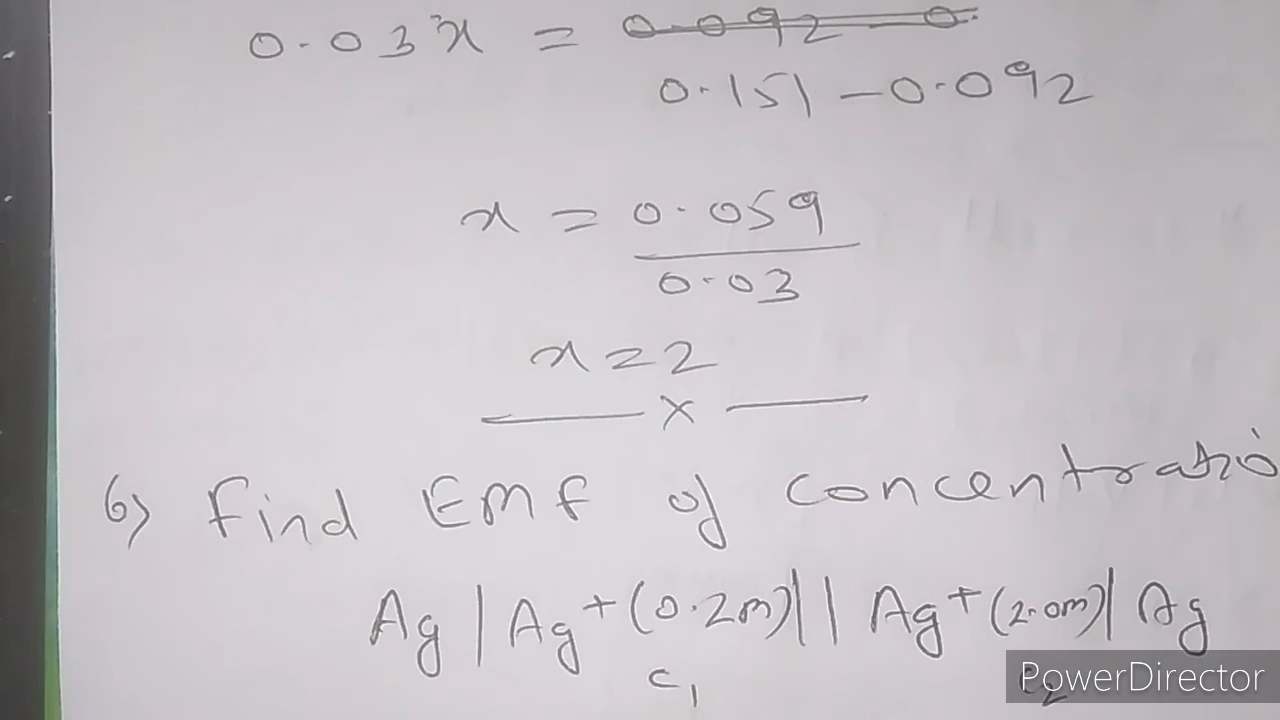 0.03x = 0.092 - 0.
0.151 - 0.092
x = 0.059
0.03
x = 2
—— x ——
6) Find EMF of concentratio
Ag | Ag + (0.2m) || Ag + (2.0m) | Ag
C1 C2
PowerDirector